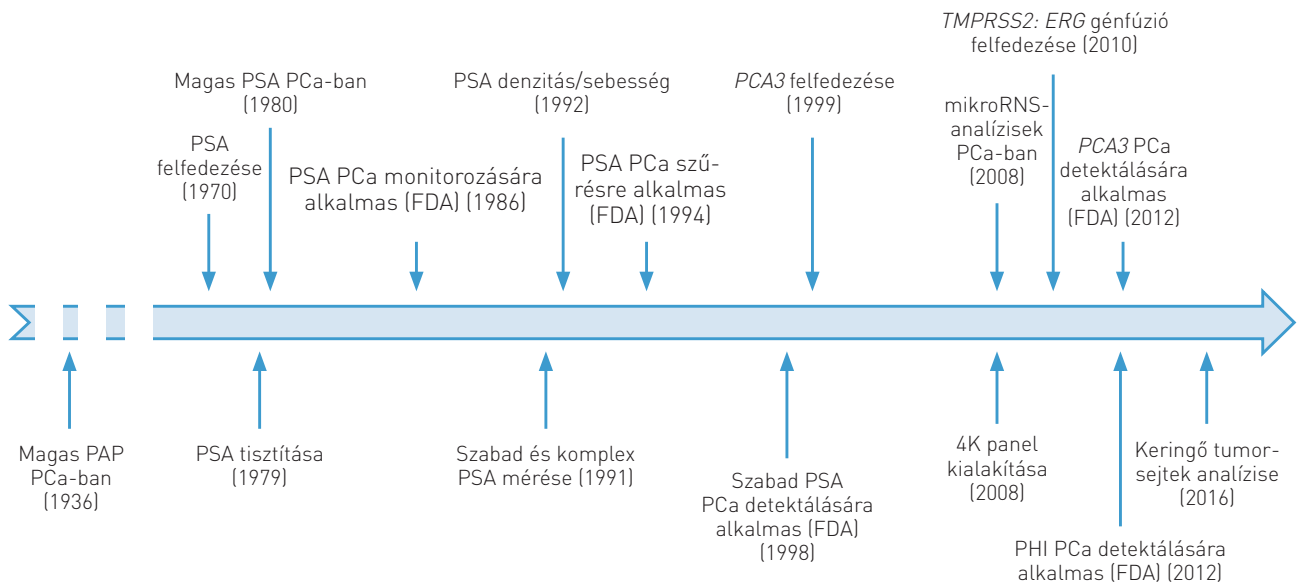 TMPRSS2: ERG génfúzió
felfedezése (2010)
Magas PSA PCa-ban
(1980)
PSA denzitás/sebesség
(1992)
PCA3 felfedezése
(1999)
mikroRNS-
analízisek
PCa-ban
(2008)
PSA
felfedezése
(1970)
PSA PCa monitorozására
alkalmas (FDA) (1986)
PSA PCa szű-
résre alkalmas
(FDA) (1994)
PCA3 PCa
detektálására
alkalmas
(FDA) (2012)
Magas PAP
PCa-ban
(1936)
PSA tisztítása
(1979)
Szabad és komplex
PSA mérése (1991)
Szabad PSA
PCa detektálására
alkalmas (FDA)
(1998)
4K panel
kialakítása
(2008)
Keringő tumor-
sejtek analízise
(2016)
PHI PCa detektálására
alkalmas (FDA) (2012)